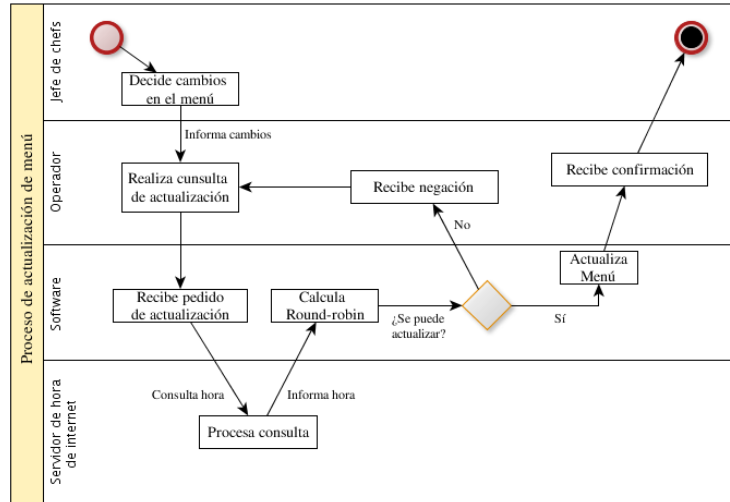 Proceso de actualización de menú
Jefe de chefs
Decide cambios
en el menú
Informa cambios
Operador
Realiza cunsulta
de actualización
Recibe negación
Recibe confirmación
No
Software
Recibe pedido
de actualización
Calcula
Round-robin
¿Se puede
actualizar?
Sí
Actualiza
Menú
Servidor de hora
de internet
Consulta hora
Informa hora
Procesa consulta